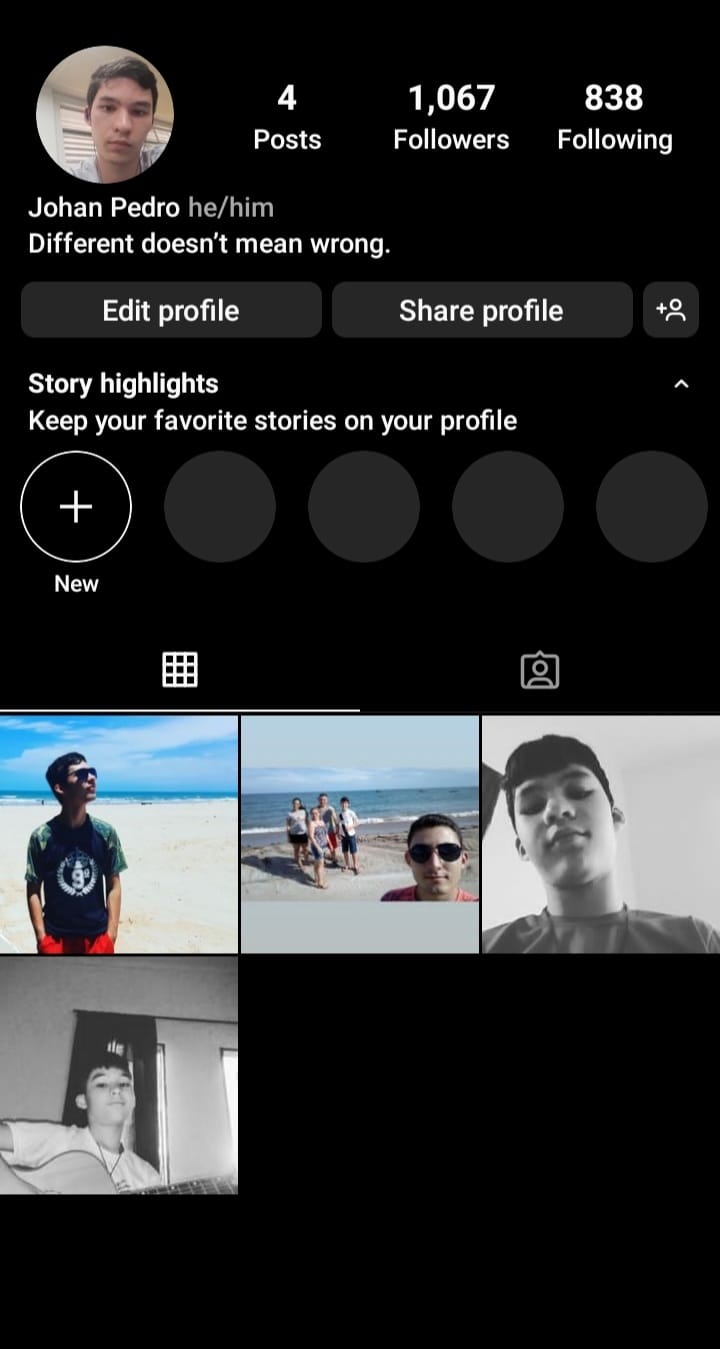 4 1,067 838
Posts Followers Following
Johan Pedro he/him
Different doesn’t mean wrong.
Edit profile Share profile
Story highlights
Keep your favorite stories on your profile
New
9º